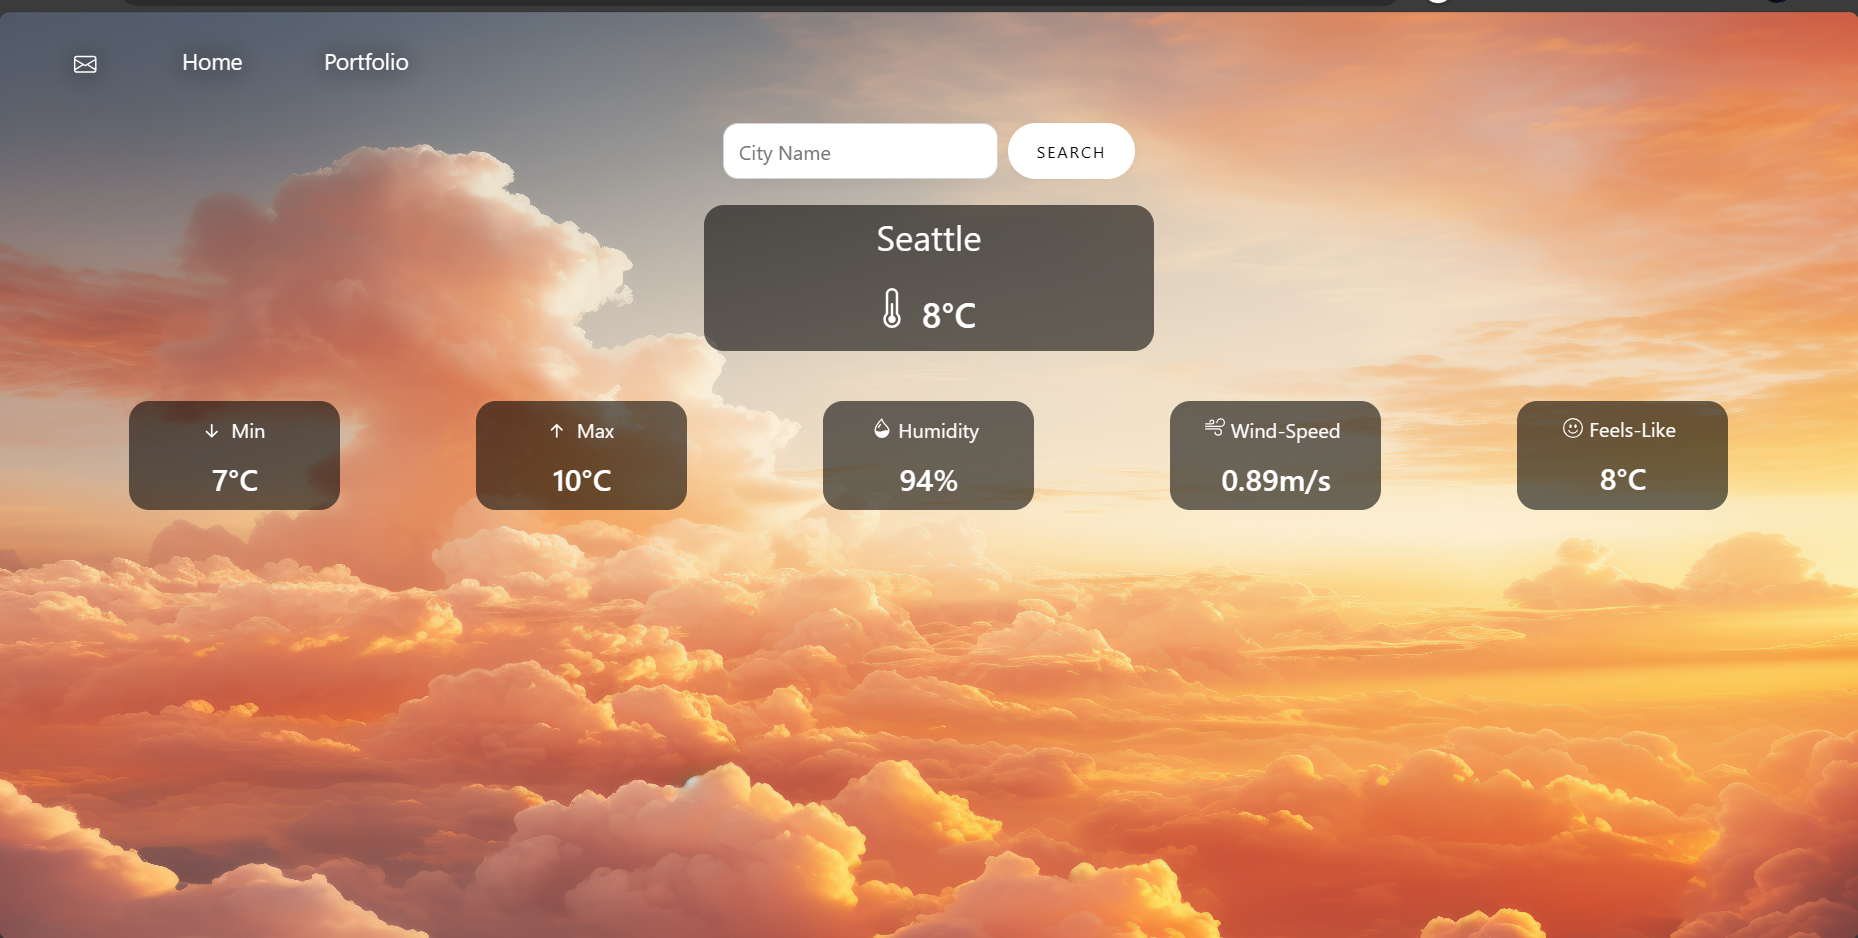 Home Portfolio
City Name SEARCH
Seattle
8°C
Min
7°C
Max
10°C
Humidity
94%
Wind-Speed
0.89m/s
Feels-Like
8°C